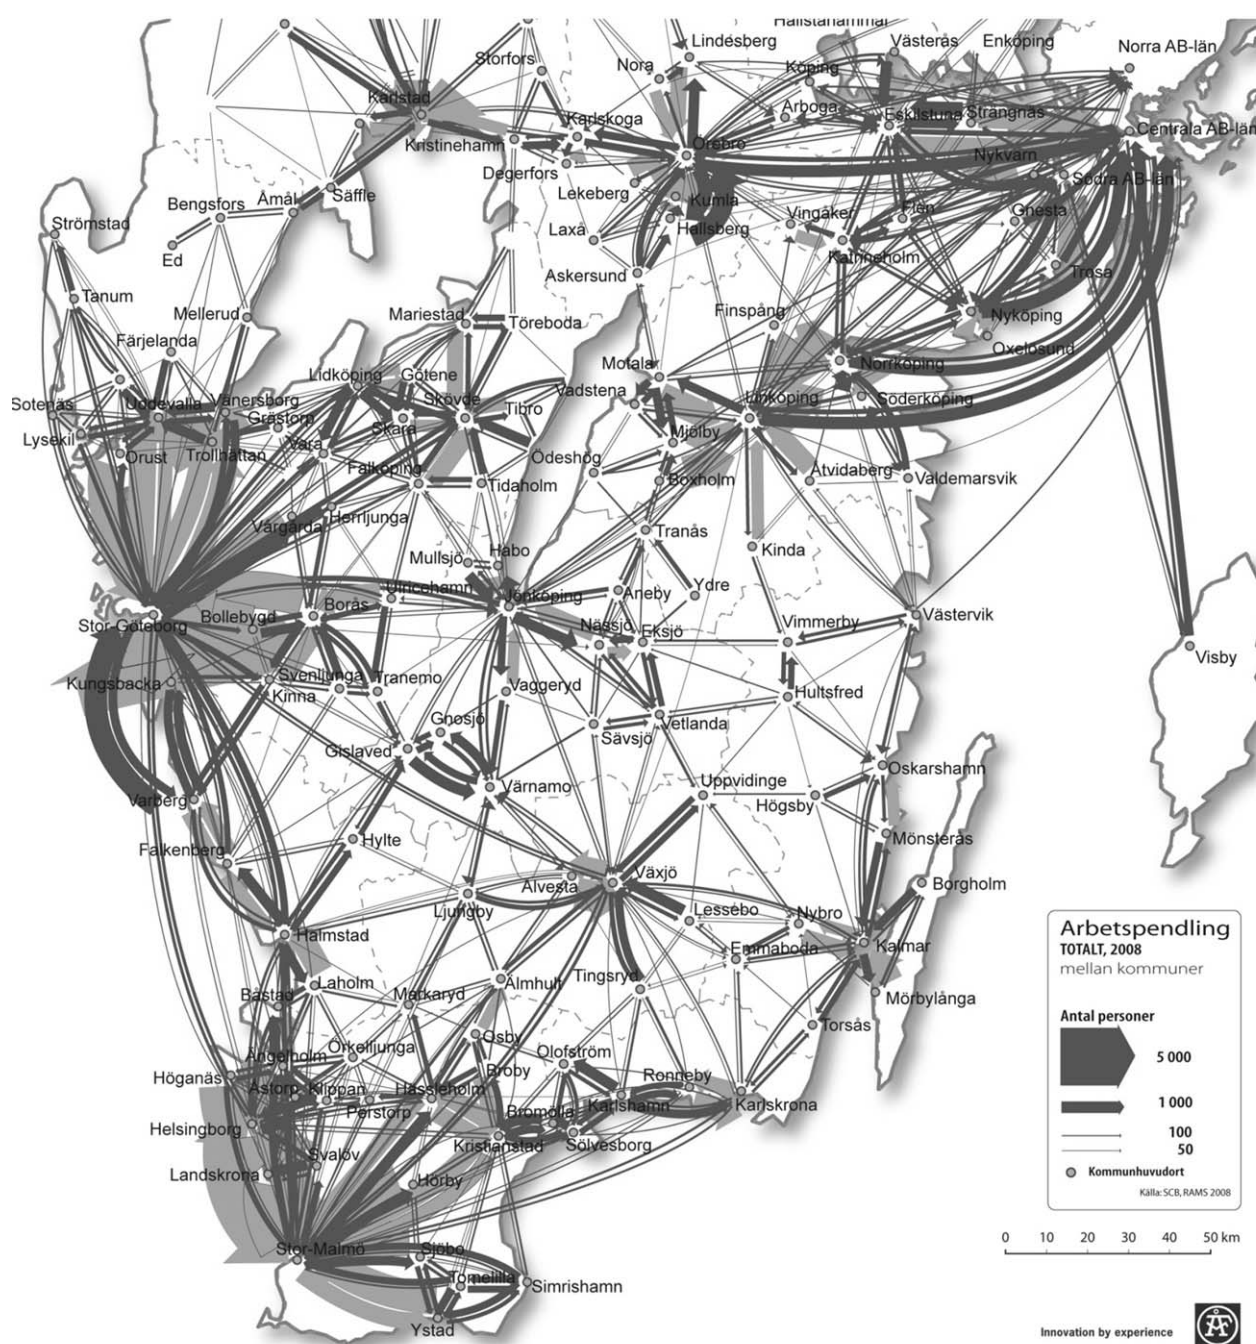 Hallstahammar
Storfors
Lindesberg
Västerås
Enköping
Norra AB-län
Nora
Köping
Karlstad
Karlskoga
Arboga
Eskilstuna
Strängnäs
Centrala AB-län
Kristinehamn
Örebro
Nykvarn
Degerfors
Södra AB-län
Lekeberg
Säffle
Kumla
Åmål
Bengsfors
Strömstad
Laxå
Hallsberg
Vingåker
Flen
Gnesta
Ed
Katrineholm
Askersund
Trosa
Tanum
Mellerud
Mariestad
Töreboda
Finspång
Nyköping
Färjelanda
Oxelösund
Lidköping
Götene
Motala
Norrköping
Vadstena
Sotenäs
Uddevalla
Vänersborg
Skövde
Linköping
Söderköping
Grästorp
Tibro
Skara
Lysekil
Mjölby
Vara
Trollhättan
Orust
Ödeshög
Falköping
Åtvidaberg
Boxholm
Valdemarsvik
Tidaholm
Herrljunga
Vårgårda
Tranås
Kinda
Mullsjö
Habo
Ulricehamn
Ydre
Aneby
Borås
Jönköping
Västervik
Bollebygd
Stor-Göteborg
Nässjö
Eksjö
Vimmerby
Visby
Svenljunga
Tranemo
Kungsbacka
Kinna
Vaggeryd
Hultsfred
Gnosjö
Vetlanda
Sävsjö
Gislaved
Oskarshamn
Värnamo
Uppvidinge
Högsby
Varberg
Mönsterås
Hylte
Falkenberg
Alvesta
Växjö
Borgholm
Ljungby
Lessebo
Nybro
Halmstad
Kalmar
Emmaboda
Laholm
Älmhult
Tingsryd
Båstad
Markaryd
Mörbylånga
Torsås
Osby
Örkelljunga
Ängelholm
Olofström
Broby
Höganäs
Ronneby
Åstorp
Klippan
Hässleholm
Perstorp
Karlshamn
Karlskrona
Bromölla
Helsingborg
Kristianstad
Sölvesborg
Svalöv
Landskrona
Hörby
Stor-Malmö
Sjöbo
Tomelilla
Simrishamn
Ystad
Arbetspendling
TOTALT, 2008
mellan kommuner
Antal personer
5 000
1 000
100
50
Kommunhuvudort
Källa: SCB, RAMS 2008
0 10 20 30 40 50 km
Innovation by experience
ÅF